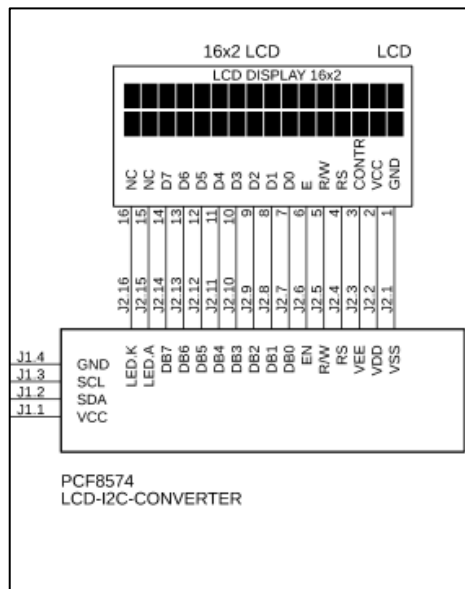 16x2 LCD LCD
LCD DISPLAY 16x2
NC NC D7 D6 D5 D4 D3 D2 D1 D0 E R/W RS CONTR VCC GND
16 15 14 13 12 11 10 9 8 7 6 5 4 3 2 1
J2.16 J2.15 J2.14 J2.13 J2.12 J2.11 J2.10 J2.9 J2.8 J2.7 J2.6 J2.5 J2.4 J2.3 J2.2 J2.1
LED.K LED.A DB7 DB6 DB5 DB4 DB3 DB2 DB1 DB0 EN R/W RS VEE VDD VSS
J1.4 GND
J1.3 SCL
J1.2 SDA
J1.1 VCC
PCF8574
LCD-I2C-CONVERTER